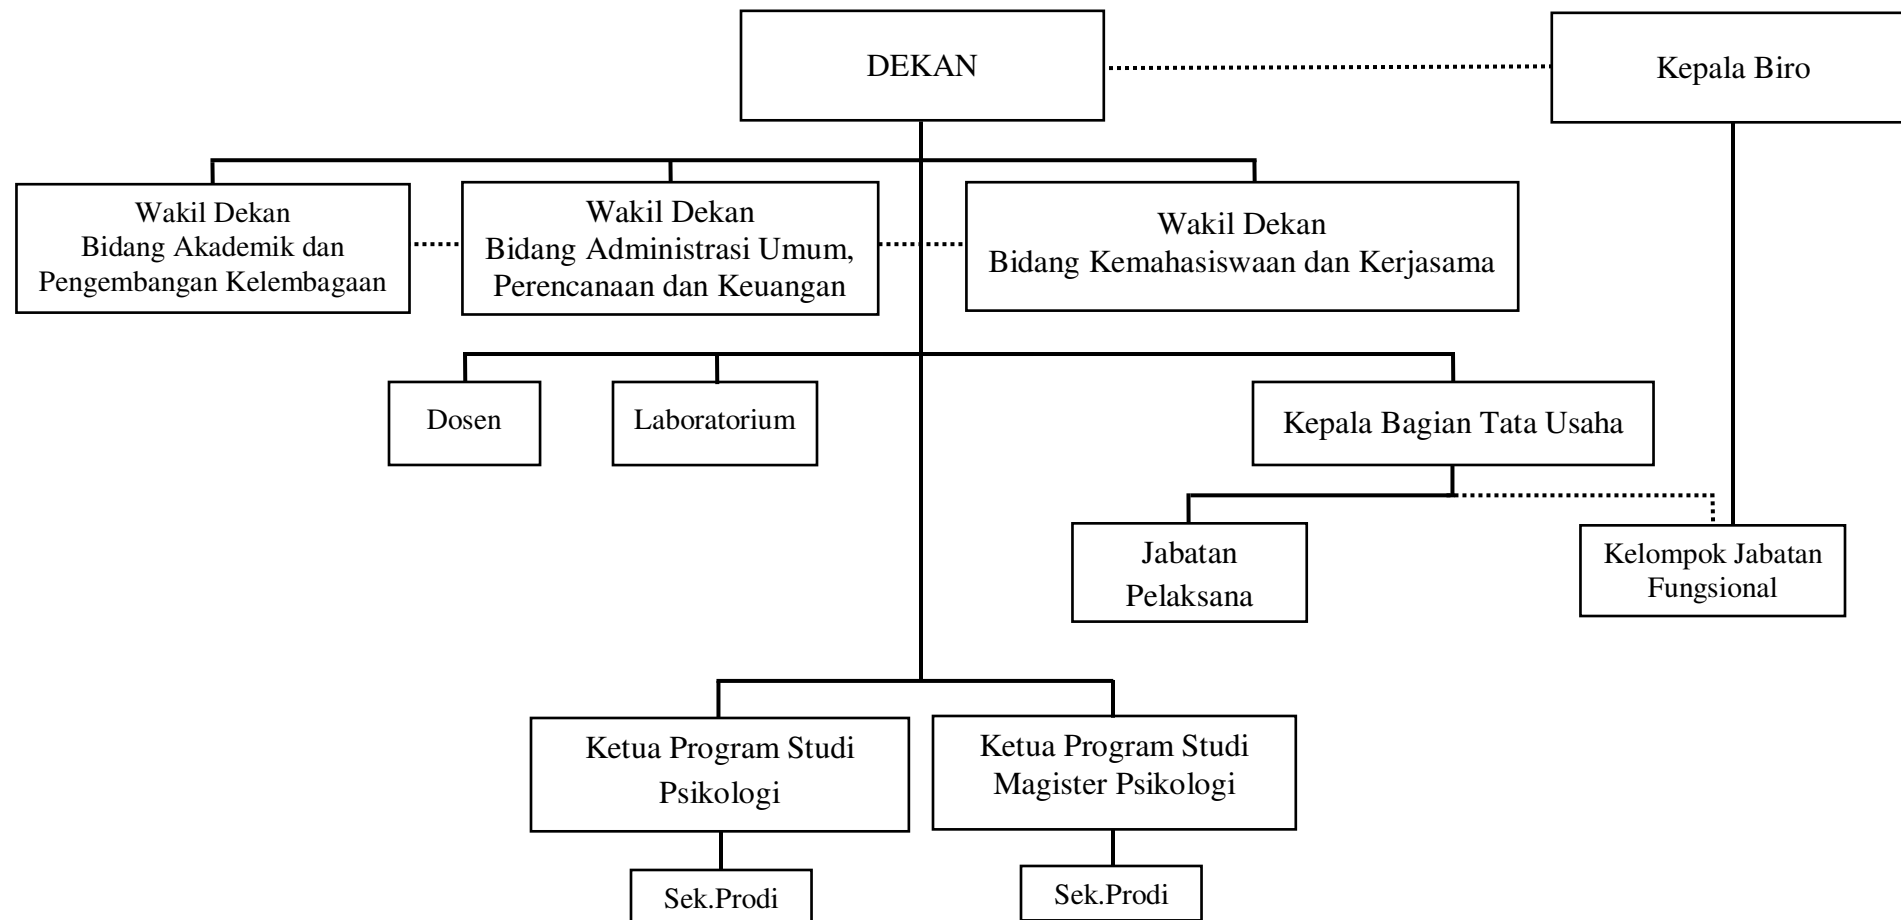 DEKAN
Kepala Biro
Wakil Dekan
Bidang Akademik dan
Pengembangan Kelembagaan
Wakil Dekan
Bidang Administrasi Umum,
Perencanaan dan Keuangan
Wakil Dekan
Bidang Kemahasiswaan dan Kerjasama
Dosen
Laboratorium
Kepala Bagian Tata Usaha
Jabatan
Pelaksana
Kelompok Jabatan
Fungsional
Ketua Program Studi
Psikologi
Ketua Program Studi
Magister Psikologi
Sek.Prodi
Sek.Prodi